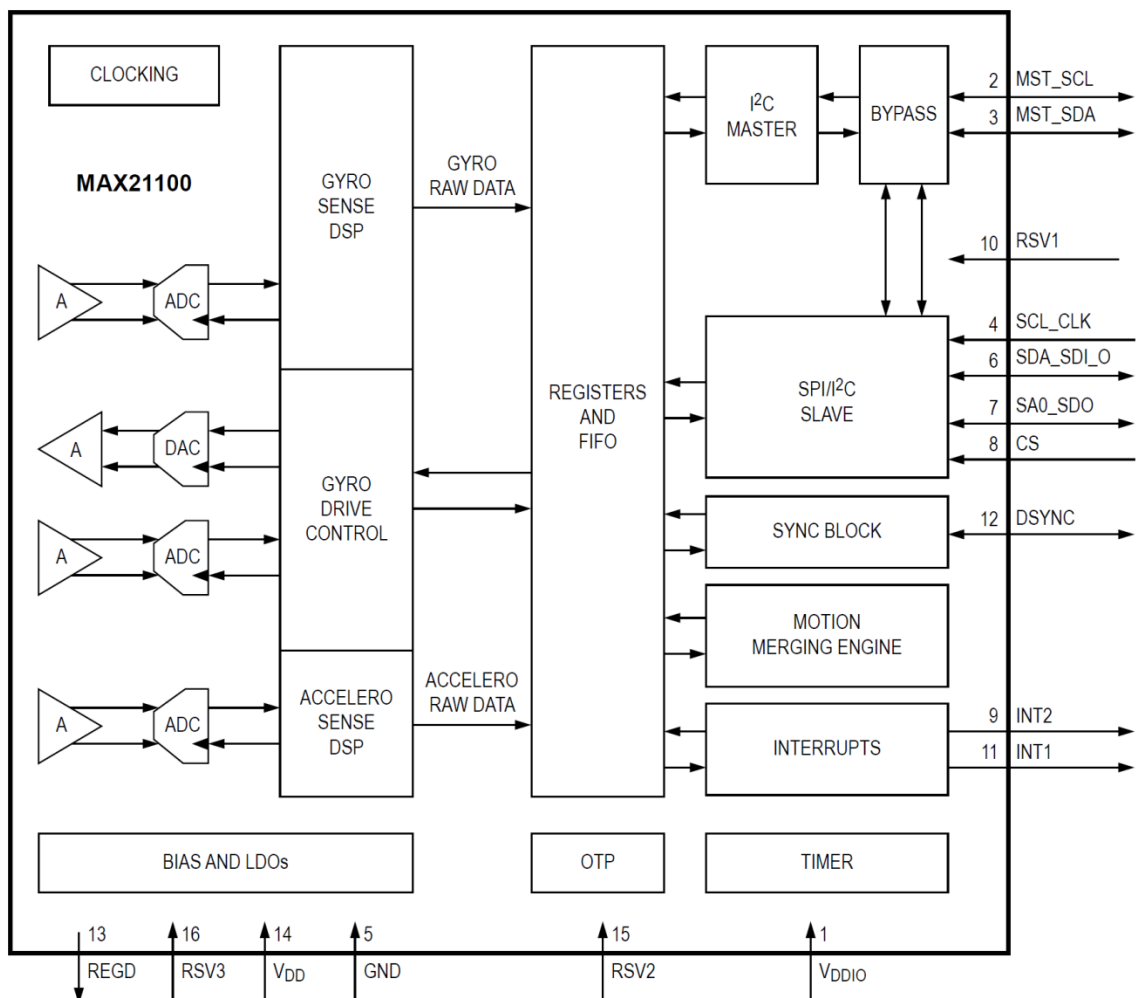 CLOCKING
MAX21100
A
ADC
A
DAC
A
ADC
A
ADC
GYRO
SENSE
DSP
GYRO
DRIVE
CONTROL
ACCELERO
SENSE
DSP
GYRO
RAW DATA
ACCELERO
RAW DATA
REGISTERS
AND
FIFO
I²C
MASTER
BYPASS
SPI/I²C
SLAVE
SYNC BLOCK
MOTION
MERGING ENGINE
INTERRUPTS
2 MST_SCL
3 MST_SDA
10 RSV1
4 SCL_CLK
6 SDA_SDI_O
7 SA0_SDO
8 CS
12 DSYNC
9 INT2
11 INT1
BIAS AND LDOs
OTP
TIMER
13
REGD
16
RSV3
14
VDD
5
GND
15
RSV2
1
VDDIO